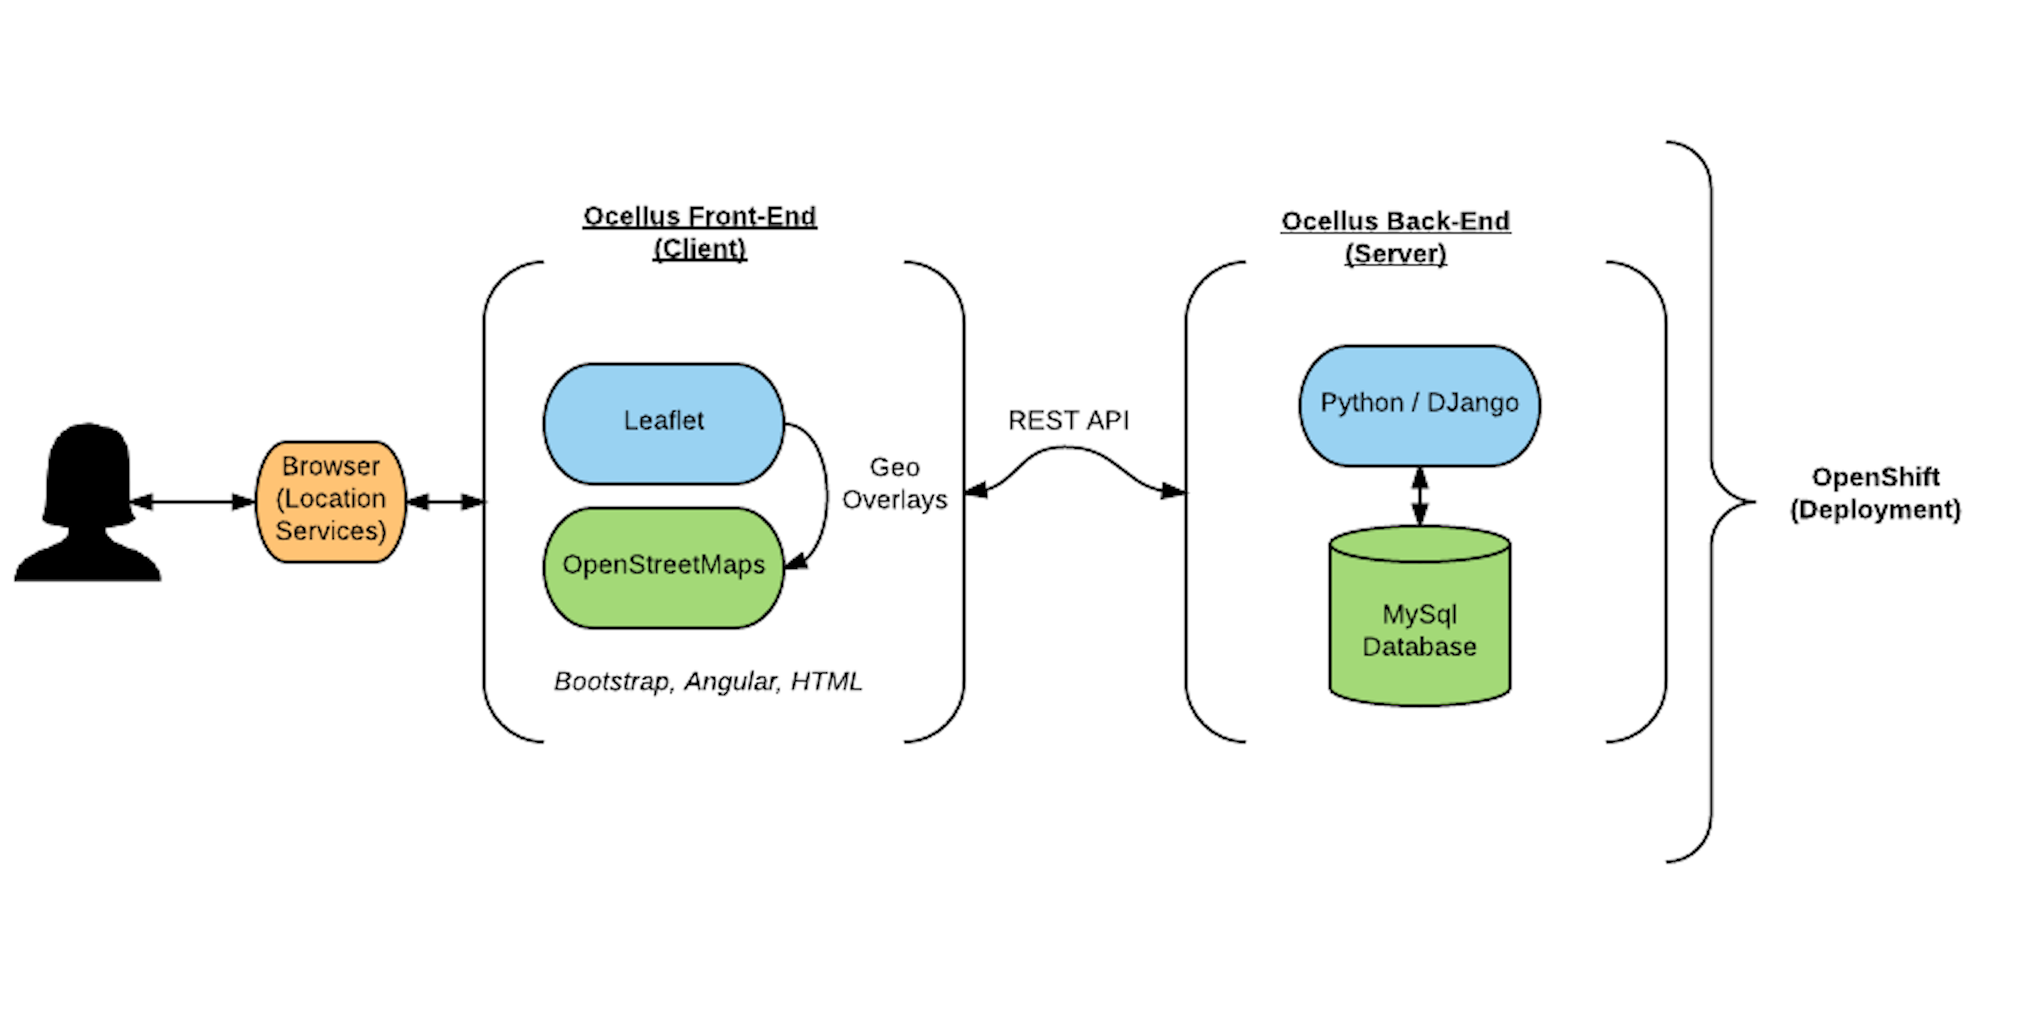 Ocellus Front-End
(Client)
Ocellus Back-End
(Server)
Browser
(Location
Services)
Leaflet
OpenStreetMaps
Geo
Overlays
Bootstrap, Angular, HTML
REST API
Python / DJango
MySql
Database
OpenShift
(Deployment)